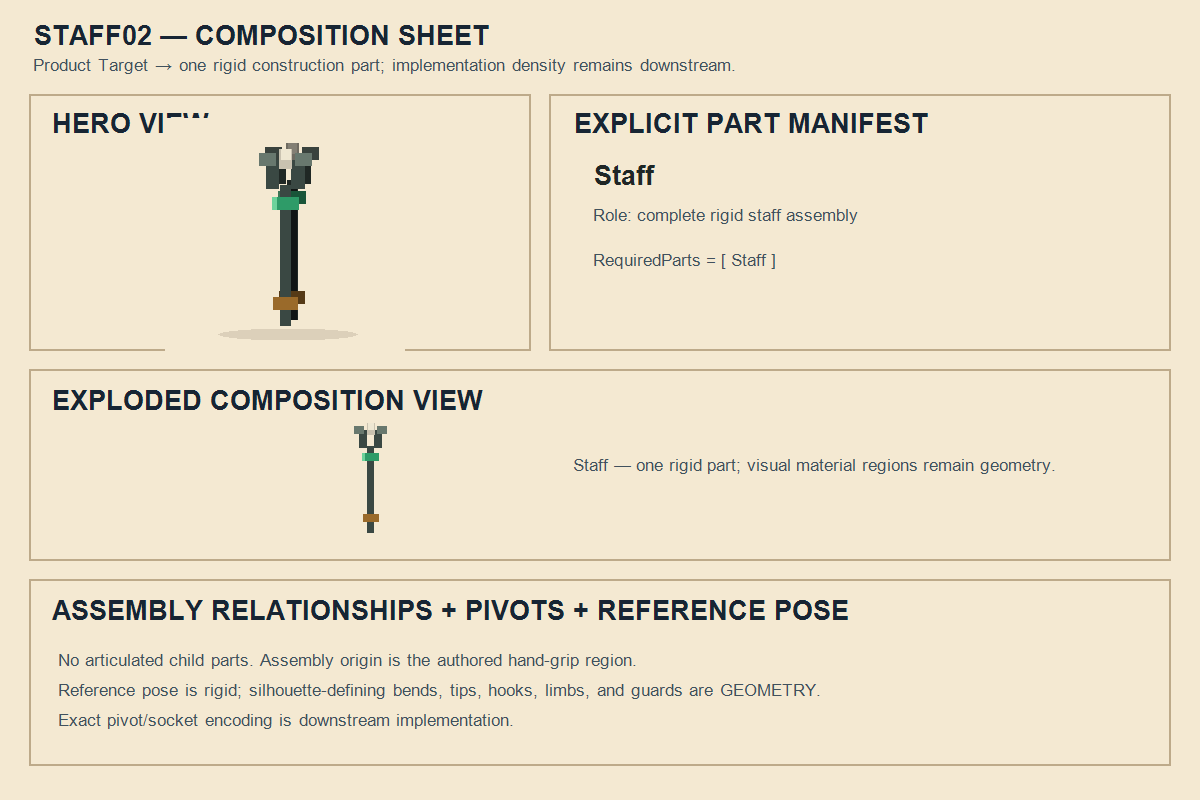 STAFF02 — COMPOSITION SHEET
Product Target → one rigid construction part; implementation density remains downstream.
HERO
EXPLICIT PART MANIFEST
Staff
Role: complete rigid staff assembly
RequiredParts = [ Staff ]
EXPLODED COMPOSITION VIEW
Staff — one rigid part; visual material regions remain geometry.
ASSEMBLY RELATIONSHIPS + PIVOTS + REFERENCE POSE
No articulated child parts. Assembly origin is the authored hand-grip region.
Reference pose is rigid; silhouette-defining bends, tips, hooks, limbs, and guards are GEOMETRY.
Exact pivot/socket encoding is downstream implementation.